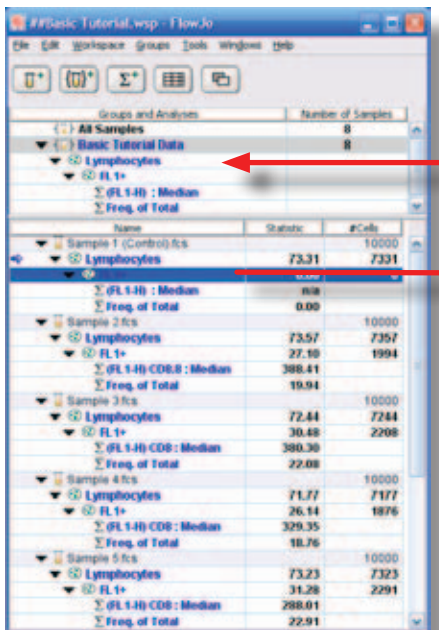 ##Basic Tutorial.wsp - FlowJo
File Edit Workspace Groups Tools Windows Help
Groups and Analyses Number of Samples
All Samples 8
Basic Tutorial Data 8
Lymphocytes
FL1+
Σ (FL1-H) : Median
Σ Freq. of Total
Name Statistic #Cells
Sample 1 (Control).fcs 10000
Lymphocytes 73.31 7331
0.00
Σ (FL1-H) : Median n/a
Σ Freq. of Total 0.00
Sample 2.fcs 10000
Lymphocytes 73.57 7357
FL1+ 27.10 1994
Σ (FL1-H) CD8.8 : Median 388.41
Σ Freq. of Total 19.94
Sample 3.fcs 10000
Lymphocytes 72.44 7244
FL1+ 30.48 2208
Σ (FL1-H) CD8 : Median 380.30
Σ Freq. of Total 22.08
Sample 4.fcs 10000
Lymphocytes 71.77 7177
FL1+ 26.14 1876
Σ (FL1-H) CD8 : Median 329.35
Σ Freq. of Total 18.76
Sample 5.fcs 10000
Lymphocytes 73.23 7323
FL1+ 31.28 2291
Σ (FL1-H) CD8 : Median 288.01
Σ Freq. of Total 22.91